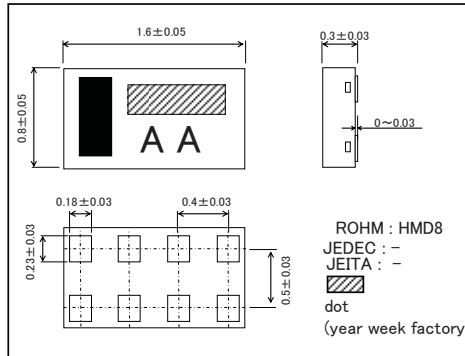 1.6±0.05
0.3±0.03
0.8±0.05
0～0.03
A A
0.18±0.03
0.4±0.03
0.23±0.03
0.5±0.03
ROHM : HMD8
JEDEC : -
JEITA : -
dot
(year week factory